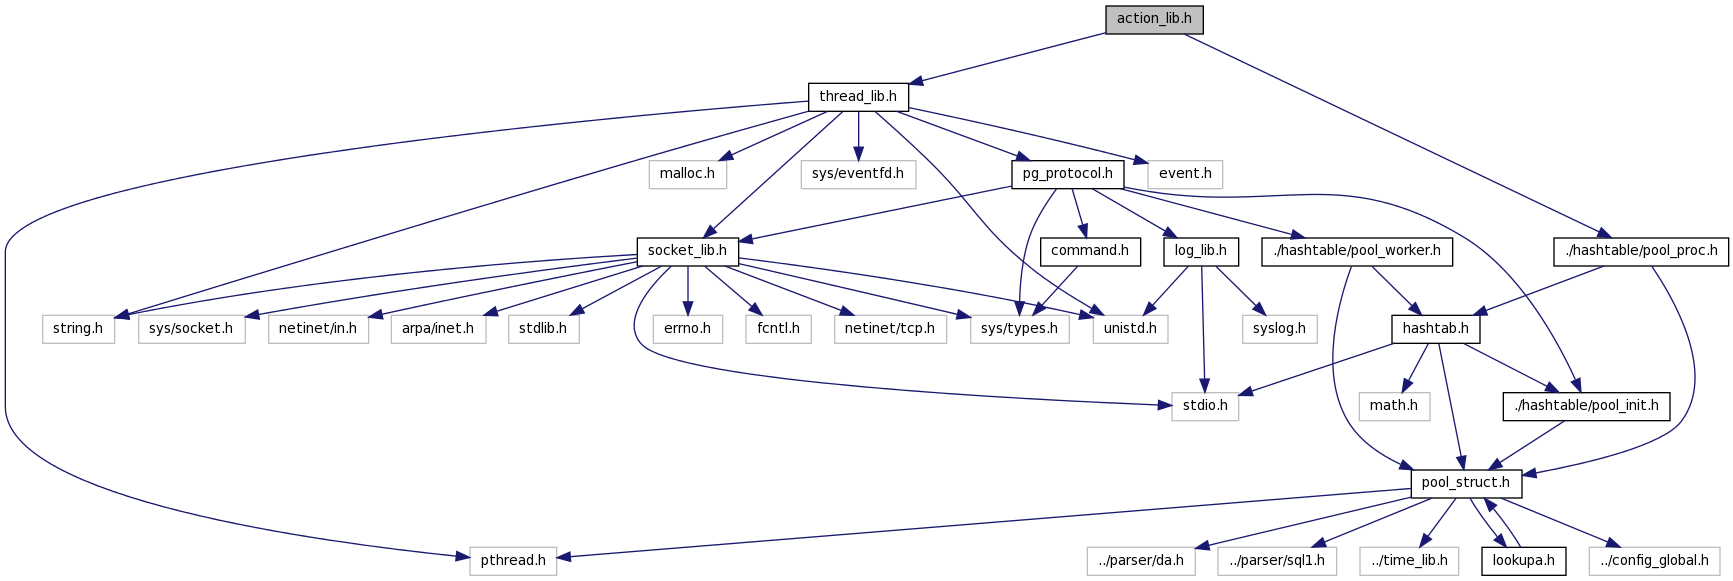 action_lib.h
thread_lib.h
malloc.h
sys/eventfd.h
pg_protocol.h
event.h
socket_lib.h
command.h
log_lib.h
./hashtable/pool_worker.h
./hashtable/pool_proc.h
string.h
sys/socket.h
netinet/in.h
arpa/inet.h
stdlib.h
errno.h
fcntl.h
netinet/tcp.h
sys/types.h
unistd.h
syslog.h
hashtab.h
stdio.h
math.h
./hashtable/pool_init.h
pool_struct.h
pthread.h
../parser/da.h
../parser/sql1.h
../time_lib.h
lookupa.h
../config_global.h